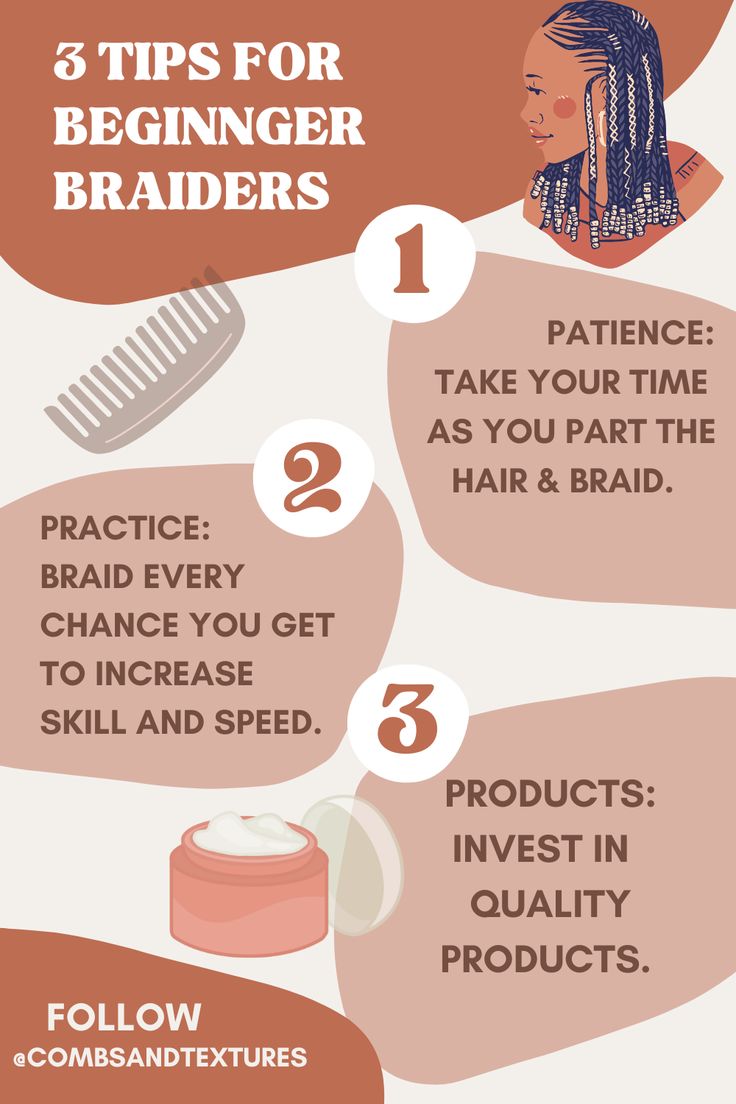 3 TIPS FOR
BEGINNGER
BRAIDERS
1
PATIENCE:
TAKE YOUR TIME
AS YOU PART THE
HAIR & BRAID.
2
PRACTICE:
BRAID EVERY
CHANCE YOU GET
TO INCREASE
SKILL AND SPEED.
3
PRODUCTS:
INVEST IN
QUALITY
PRODUCTS.
FOLLOW
@COMBSANDTEXTURES